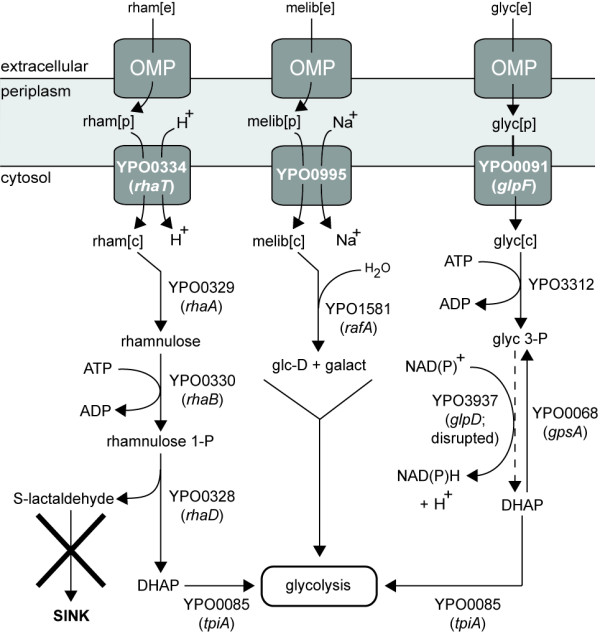 rham[e]
melib[e]
glyc[e]
OMP
OMP
OMP
extracellular
periplasm
rham[p]
H+
melib[p]
Na+
glyc[p]
YPO0334
(rhaT)
YPO0995
YPO0091
(glpF)
cytosol
rham[c]
H+
melib[c]
Na+
glyc[c]
YPO0329
(rhaA)
H2O
YPO1581
(rafA)
ATP
ADP
YPO3312
rhamnulose
glc-D + galact
glyc 3-P
ATP
ADP
YPO0330
(rhaB)
NAD(P)+
YPO3937
(glpD;
disrupted)
YPO0068
(gpsA)
rhamnulose 1-P
NAD(P)H
+ H+
S-lactaldehyde
YPO0328
(rhaD)
DHAP
SINK
DHAP
YPO0085
(tpiA)
glycolysis
YPO0085
(tpiA)